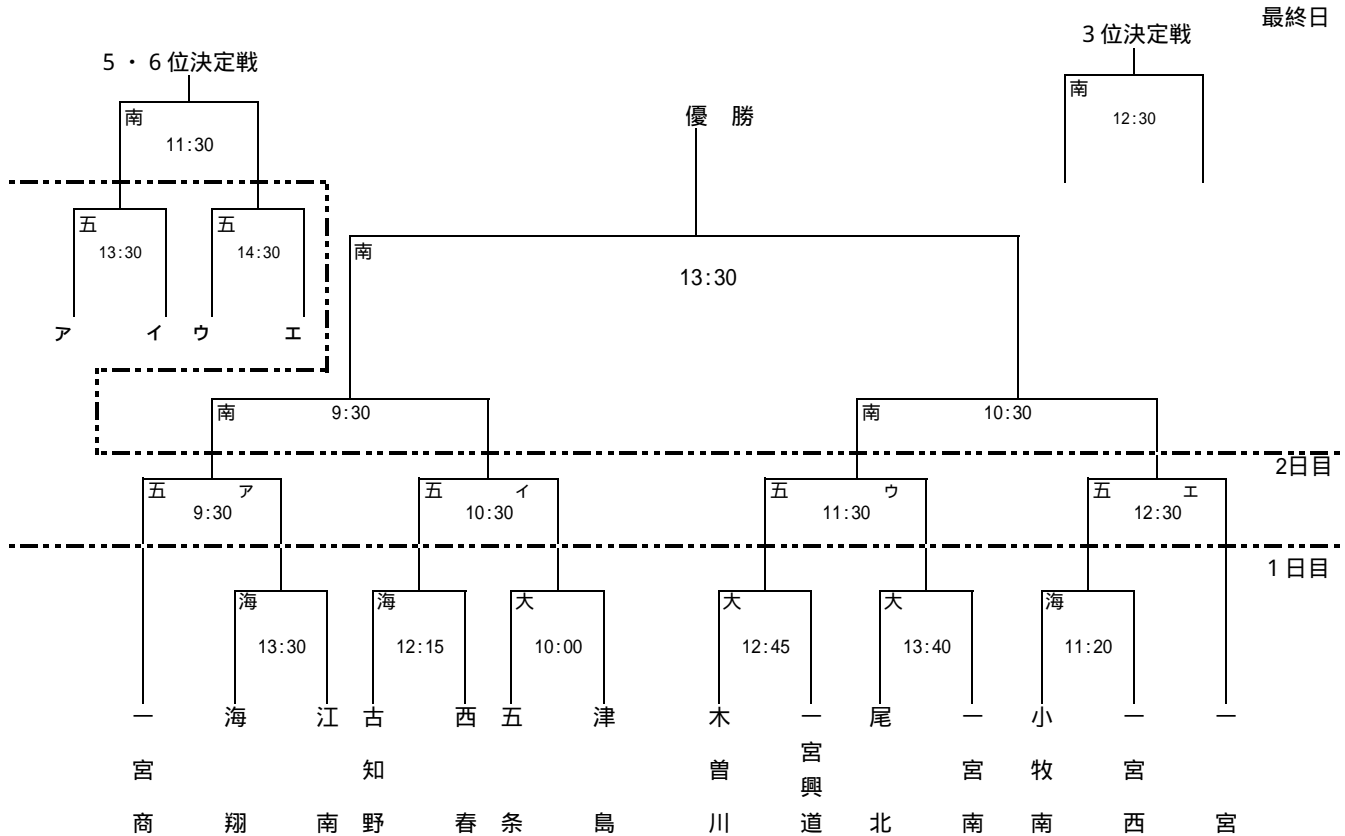 最終日
3位決定戦
5・6位決定戦
南
12:30
南
11:30
優 勝
五
13:30
五
14:30
南
13:30
ア イ ウ エ
南 9:30
南 10:30
2日目
五 ア
9:30
五 イ
10:30
五 ウ
11:30
五 エ
12:30
1日目
海
13:30
海
12:15
大
10:00
大
12:45
大
13:40
海
11:20
一宮商
海翔
江南
古知野
西春
五条
津島
木曽川
一宮興道
尾北
一宮南
小牧南
一宮西
一宮